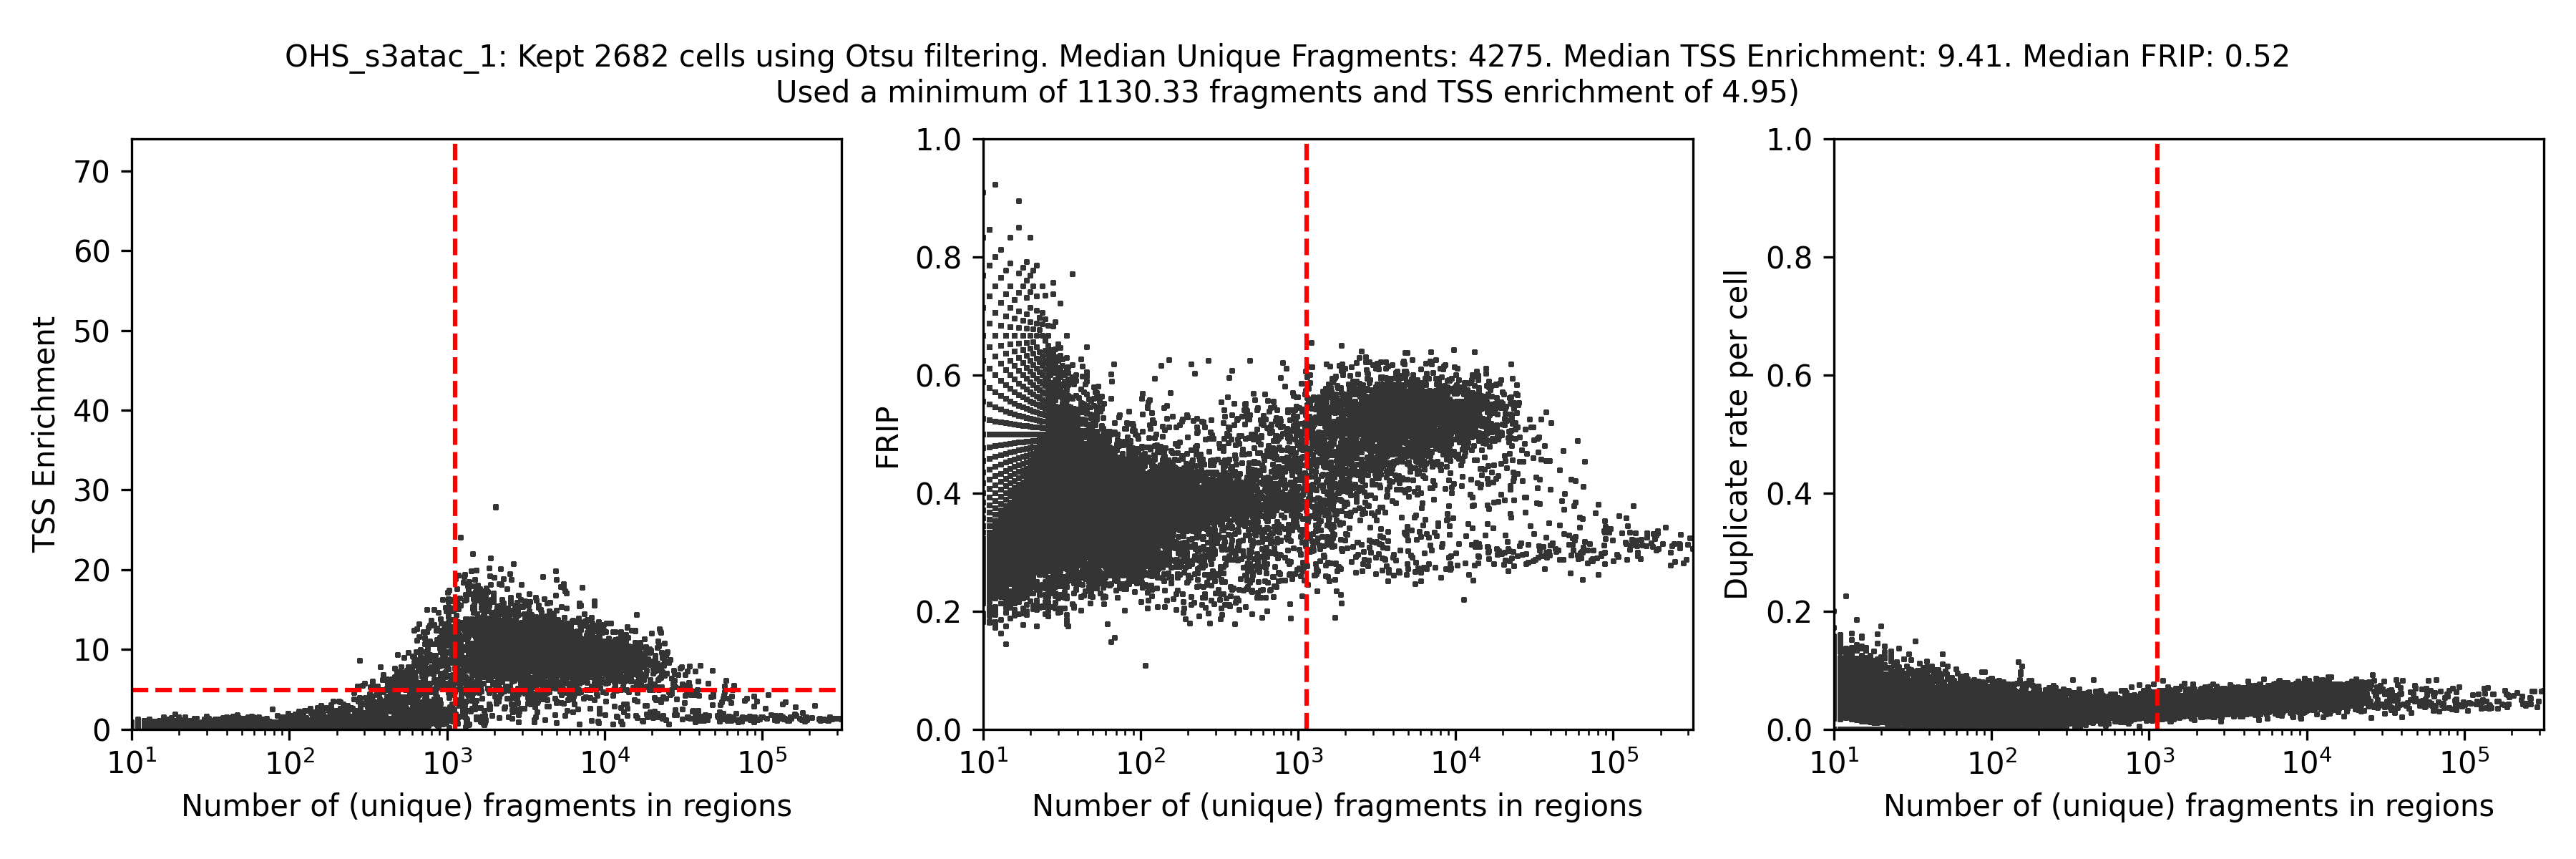 OHS_s3atac_1: Kept 2682 cells using Otsu filtering. Median Unique Fragments: 4275. Median TSS Enrichment: 9.41. Median FRIP: 0.52
Used a minimum of 1130.33 fragments and TSS enrichment of 4.95)
TSS Enrichment
70
60
50
40
30
20
10
0
10¹ 10² 10³ 10⁴ 10⁵
Number of (unique) fragments in regions
FRIP
1.0
0.8
0.6
0.4
0.2
0.0
10¹ 10² 10³ 10⁴ 10⁵
Number of (unique) fragments in regions
Duplicate rate per cell
1.0
0.8
0.6
0.4
0.2
0.0
10¹ 10² 10³ 10⁴ 10⁵
Number of (unique) fragments in regions